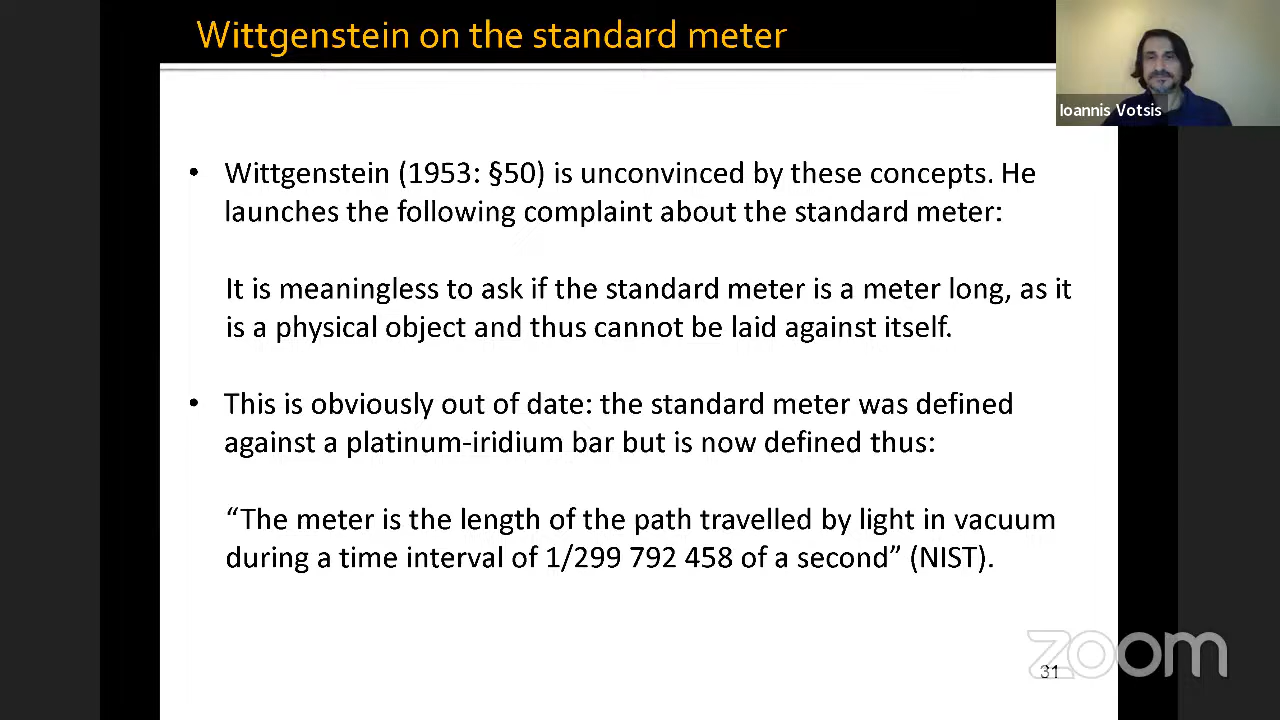 Wittgenstein on the standard meter
Ioannis Votsis
• Wittgenstein (1953: §50) is unconvinced by these concepts. He
launches the following complaint about the standard meter:
It is meaningless to ask if the standard meter is a meter long, as it
is a physical object and thus cannot be laid against itself.
• This is obviously out of date: the standard meter was defined
against a platinum-iridium bar but is now defined thus:
“The meter is the length of the path travelled by light in vacuum
during a time interval of 1/299 792 458 of a second” (NIST).
zoom
31